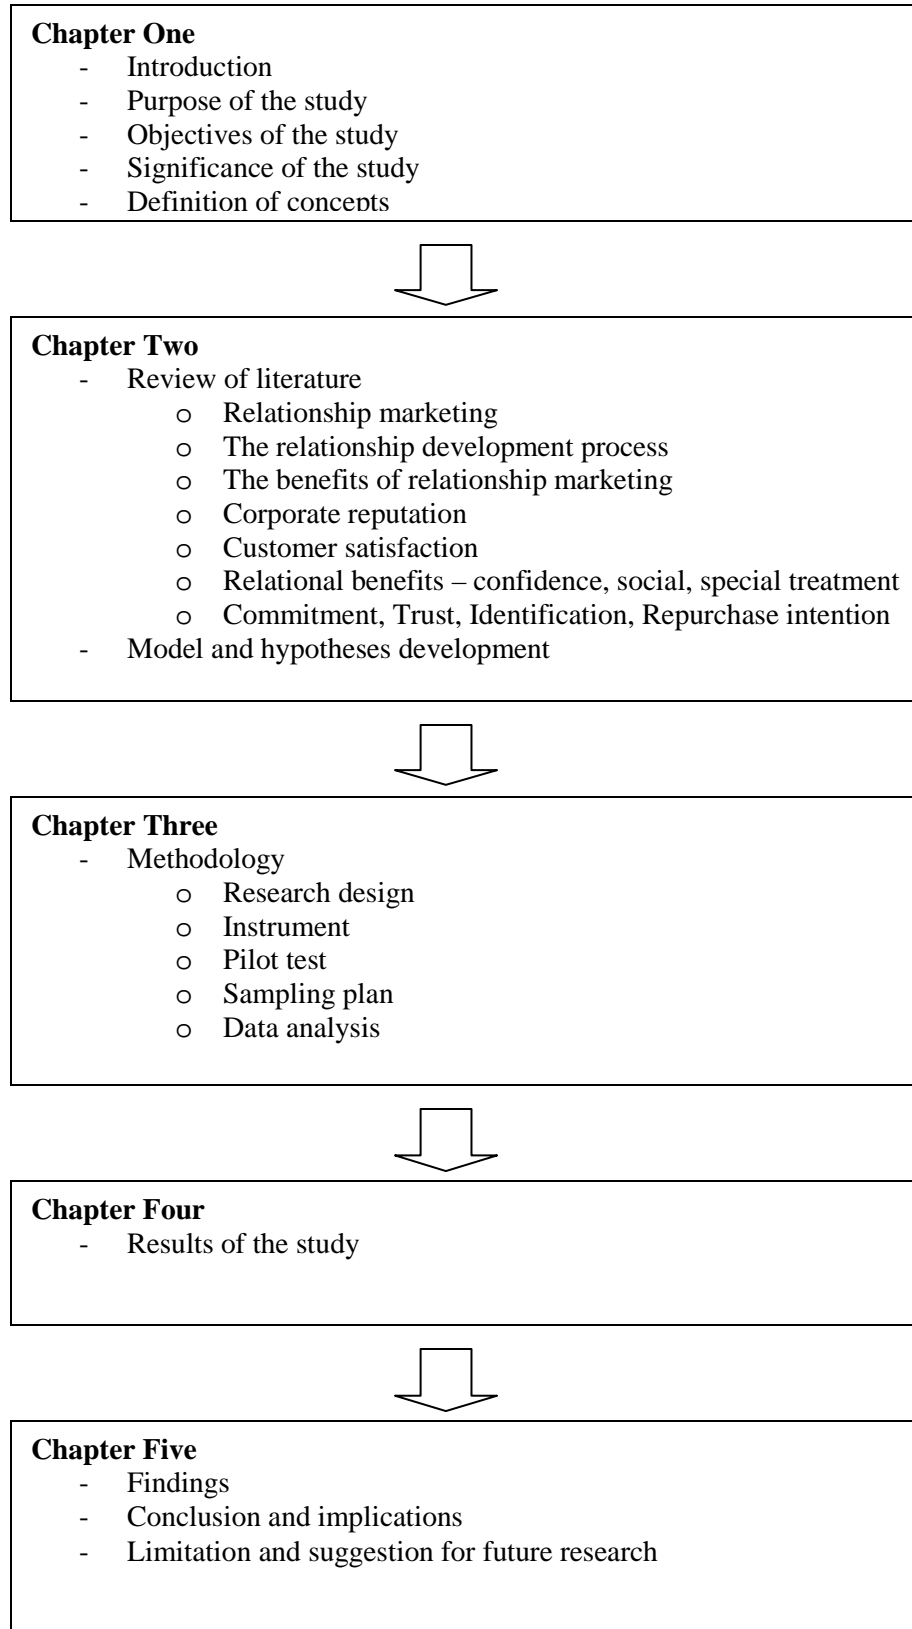 Chapter One
- Introduction
- Purpose of the study
- Objectives of the study
- Significance of the study
- Definition of concepts
Chapter Two
- Review of literature
o Relationship marketing
o The relationship development process
o The benefits of relationship marketing
o Corporate reputation
o Customer satisfaction
o Relational benefits – confidence, social, special treatment
o Commitment, Trust, Identification, Repurchase intention
- Model and hypotheses development
Chapter Three
- Methodology
o Research design
o Instrument
o Pilot test
o Sampling plan
o Data analysis
Chapter Four
- Results of the study
Chapter Five
- Findings
- Conclusion and implications
- Limitation and suggestion for future research